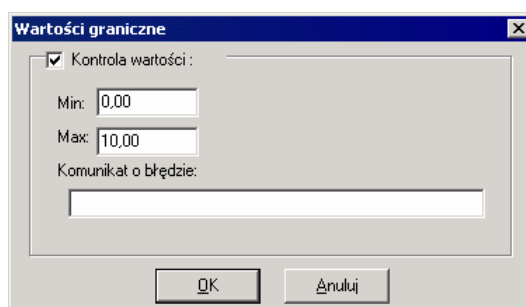 Wartości graniczne
Kontrola wartości :
Min: 0,00
Max: 10,00
Komunikat o błędzie:
OK Anuluj